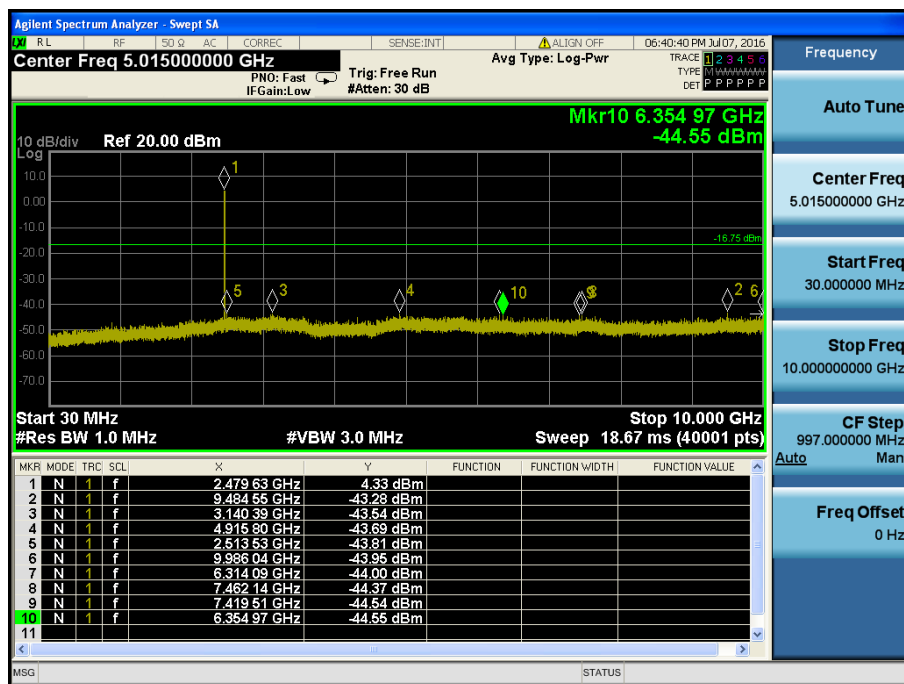 Agilent Spectrum Analyzer - Swept SA
LXI RL RF 50 Ω AC CORREC SENSE:INT ALIGN OFF 06:40:40 PM Jul 07, 2016
Center Freq 5.015000000 GHz
PNO: Fast
IFGain:Low
Trig: Free Run
#Atten: 30 dB
Avg Type: Log-Pwr
TRACE 1 2 3 4 5 6
TYPE M WWWWW
DET P P P P P P
Mkr10 6.354 97 GHz
-44.55 dBm
10 dB/div Ref 20.00 dBm
Log
10.0
0.00
-10.0
-20.0
-30.0
-40.0
-50.0
-60.0
-70.0
-16.75 dBm
1
5 3 4 10 2 6
Start 30 MHz Stop 10.000 GHz
#Res BW 1.0 MHz #VBW 3.0 MHz Sweep 18.67 ms (40001 pts)
MKR MODE TRC SCL X Y FUNCTION FUNCTION WIDTH FUNCTION VALUE
1 N 1 f 2.479 63 GHz 4.33 dBm
2 N 1 f 9.484 55 GHz -43.28 dBm
3 N 1 f 3.140 39 GHz -43.54 dBm
4 N 1 f 4.915 80 GHz -43.69 dBm
5 N 1 f 2.513 53 GHz -43.81 dBm
6 N 1 f 9.986 04 GHz -43.95 dBm
7 N 1 f 6.314 09 GHz -44.00 dBm
8 N 1 f 7.462 14 GHz -44.37 dBm
9 N 1 f 7.419 51 GHz -44.54 dBm
10 N 1 f 6.354 97 GHz -44.55 dBm
11
MSG STATUS
Frequency
Auto Tune
Center Freq
5.015000000 GHz
Start Freq
30.000000 MHz
Stop Freq
10.000000000 GHz
CF Step
997.000000 MHz
Auto Man
Freq Offset
0 Hz